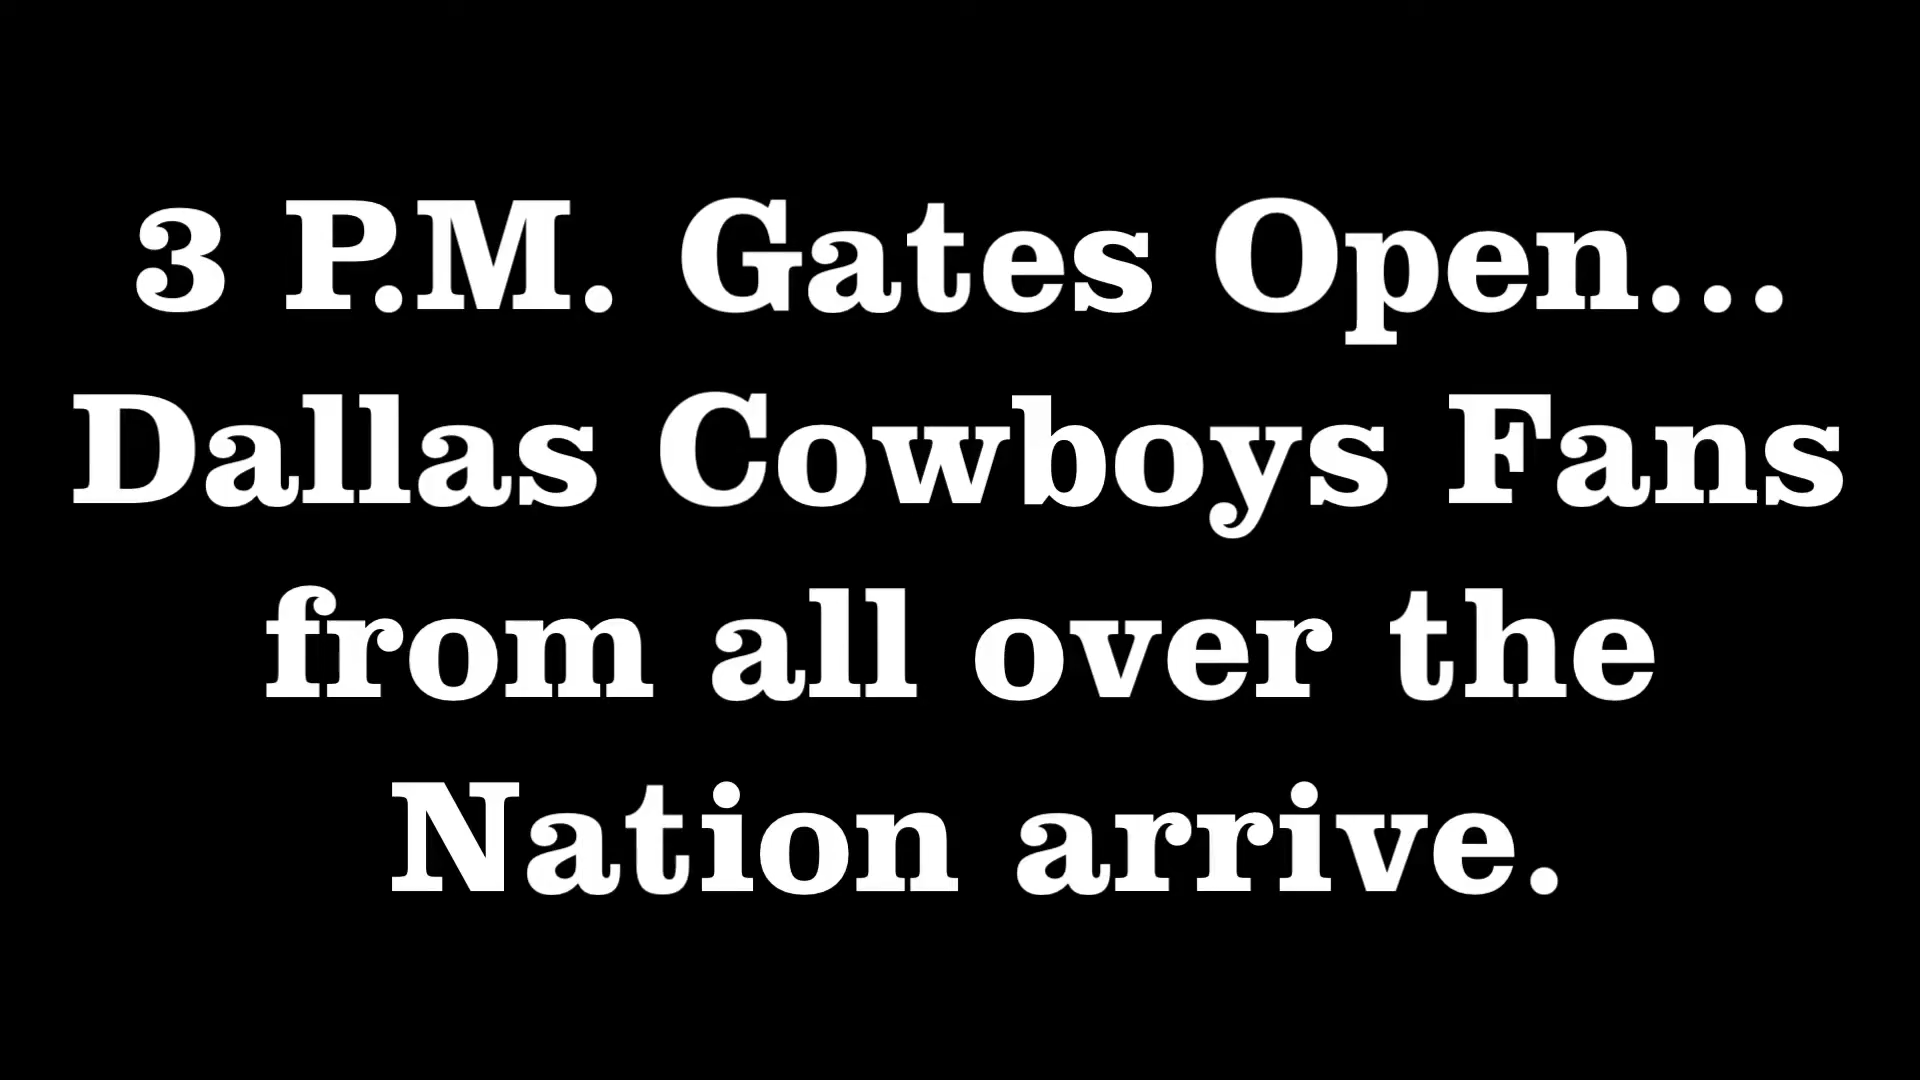 3 P.M. Gates Open...
Dallas Cowboys Fans
from all over the
Nation arrive.